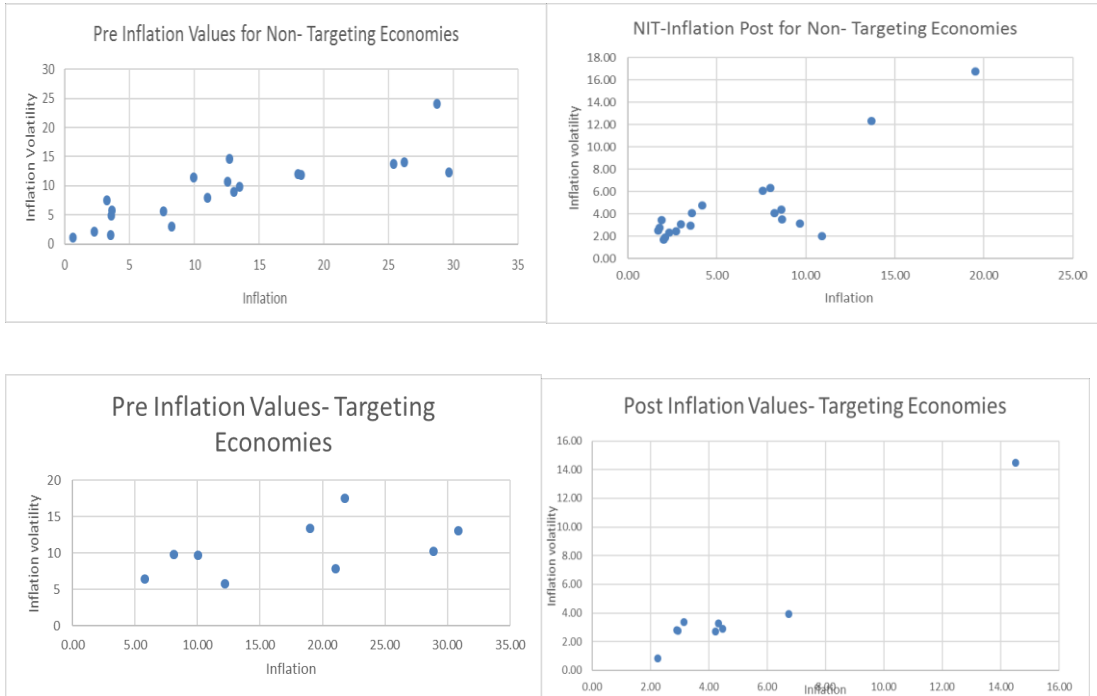 Pre Inflation Values for Non- Targeting Economies
30
25
20
15
10
5
0
Inflation Volatility
0 5 10 15 20 25 30 35
Inflation
NIT-Inflation Post for Non- Targeting Economies
18.00
16.00
14.00
12.00
10.00
8.00
6.00
4.00
2.00
0.00
Inflation volatility
0.00 5.00 10.00 15.00 20.00 25.00
Inflation
Pre Inflation Values- Targeting
Economies
20
15
10
5
0
Inflation volatility
0.00 5.00 10.00 15.00 20.00 25.00 30.00 35.00
Inflation
Post Inflation Values- Targeting Economies
16.00
14.00
12.00
10.00
8.00
6.00
4.00
2.00
0.00
Inflation volatility
0.00 2.00 4.00 6.00 8.00 10.00 12.00 14.00 16.00
Inflation